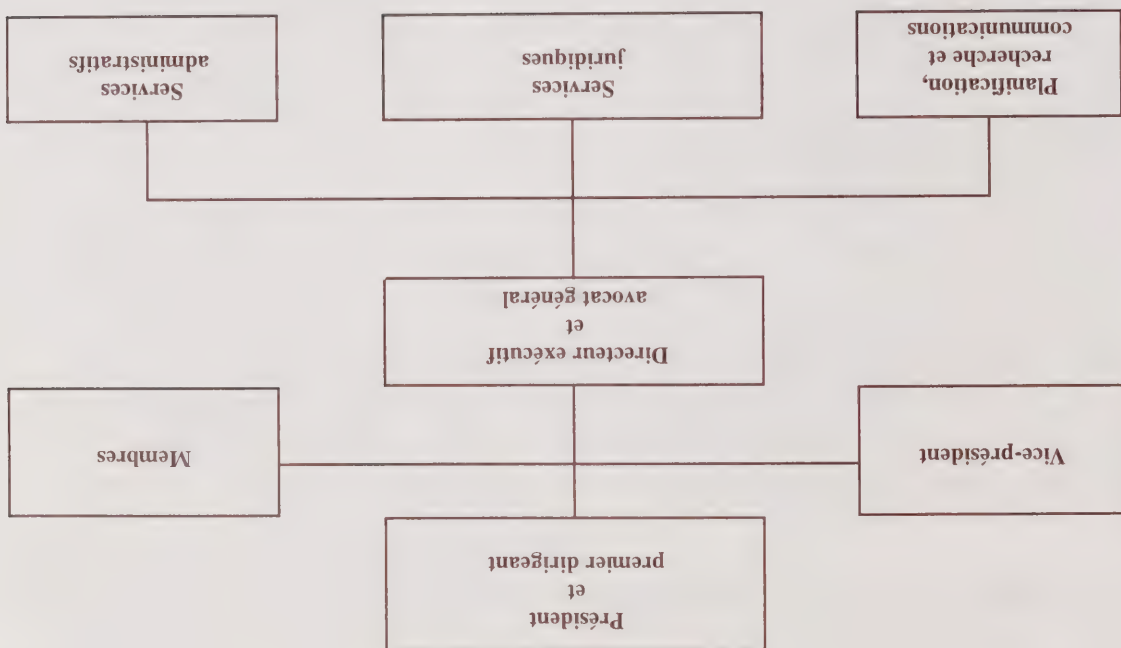 Président
et
premier dirigeant
Vice-président
Membres
Directeur exécutif
et
avocat général
Planification,
recherche et
communications
Services
juridiques
Services
administratifs